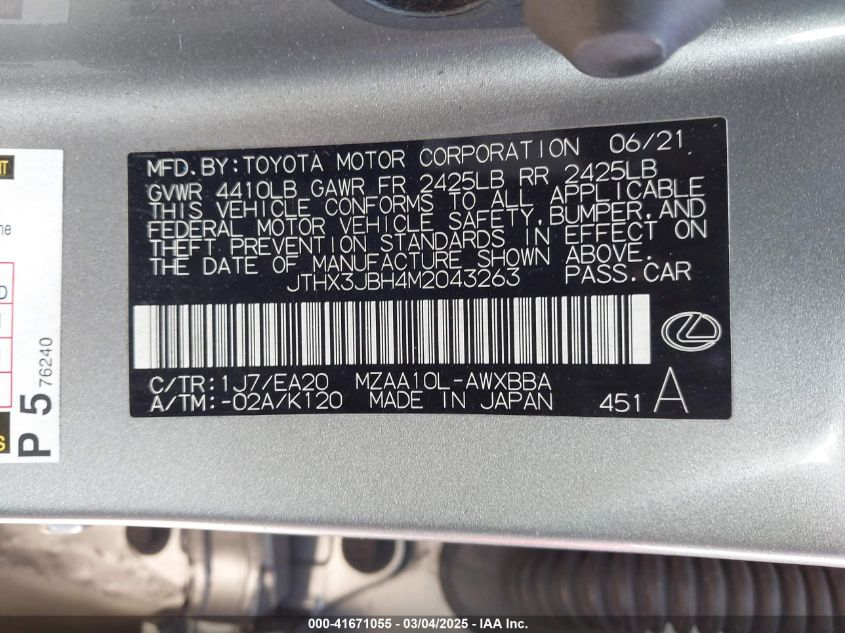 MFD.BY:TOYOTA MOTOR CORPORATION 06/21
GVWR 4410LB GAWR FR 2425LB RR 2425LB
THIS VEHICLE CONFORMS TO ALL APPLICABLE
FEDERAL MOTOR VEHICLE SAFETY,BUMPER,AND
THEFT PREVENTION STANDARDS IN EFFECT ON
THE DATE OF MANUFACTURE SHOWN ABOVE.
JTHX3JBH4M2043263 PASS.CAR
C/TR:1J7/EA20 MZAA10L-AWXBBA
A/TM:-02A/K120 MADE IN JAPAN 451 A
P 5 76240
000-41671055 - 03/04/2025 - IAAI - Buyer: -- - --.